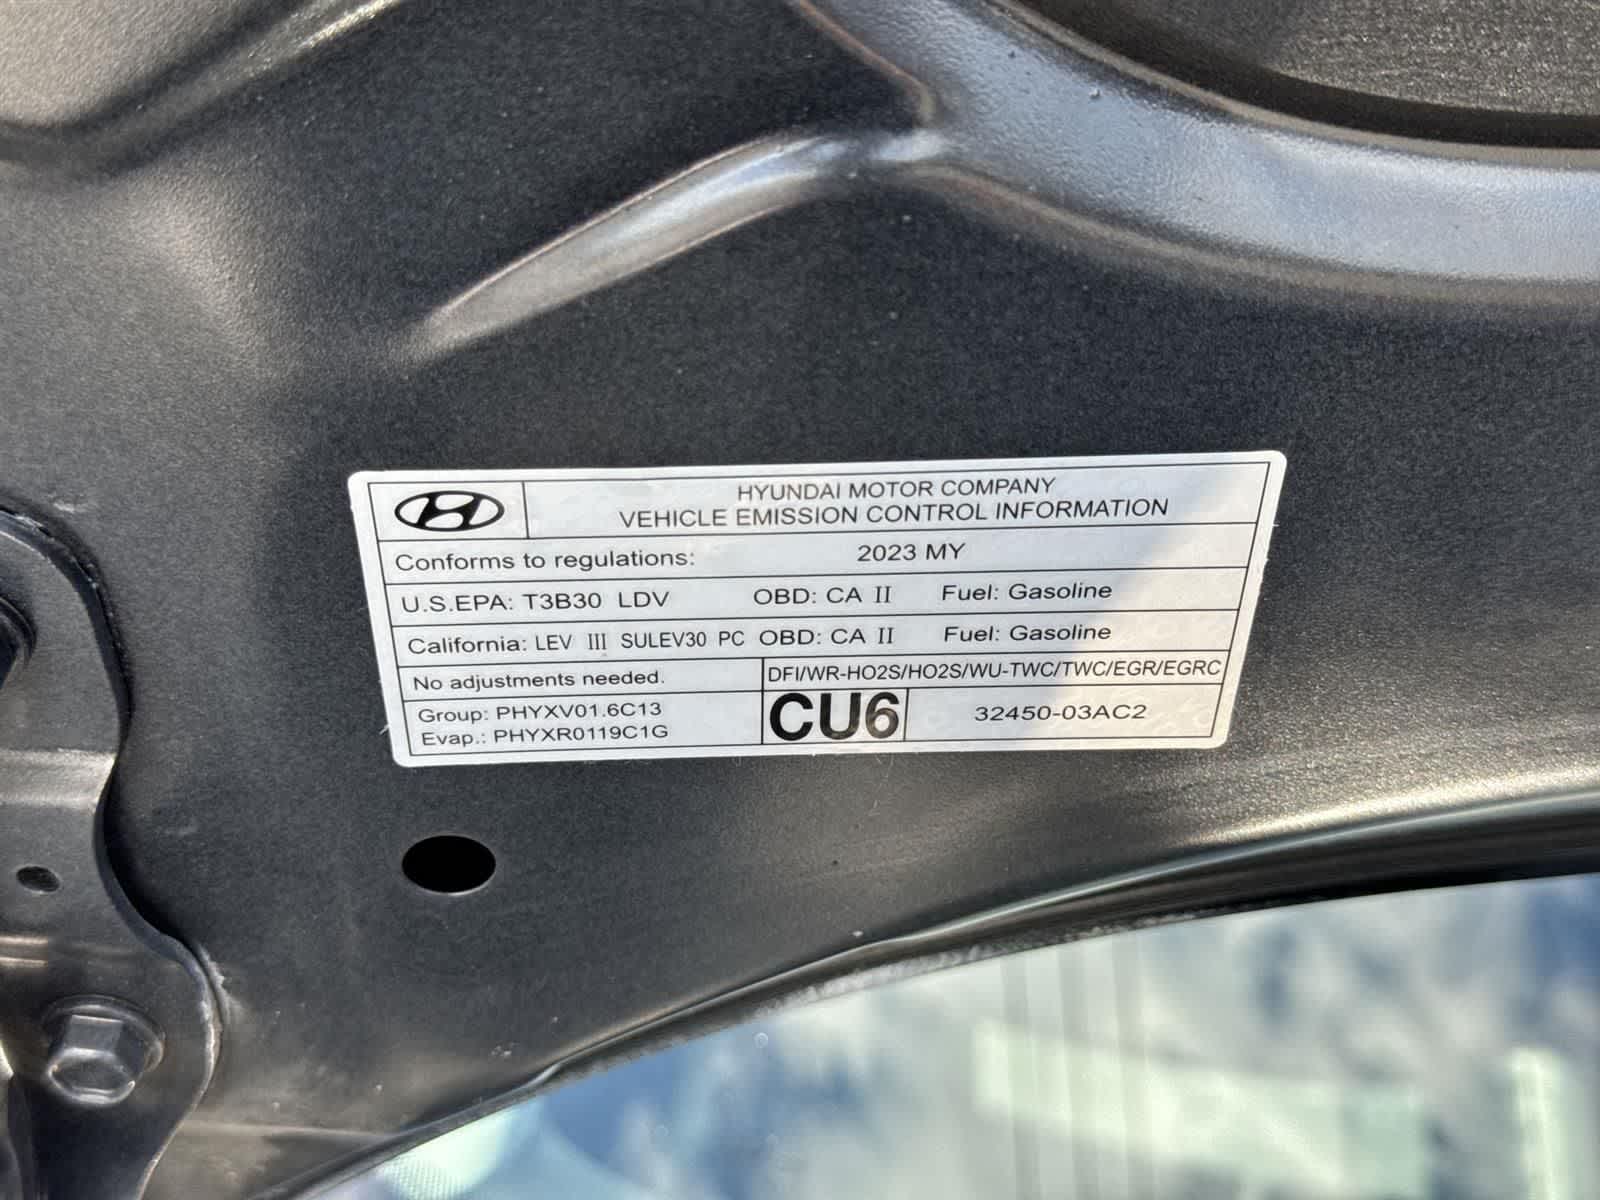 HYUNDAI MOTOR COMPANY
VEHICLE EMISSION CONTROL INFORMATION
Conforms to regulations: 2023 MY
U.S.EPA: T3B30 LDV OBD: CA II Fuel: Gasoline
California: LEV III SULEV30 PC OBD: CA II Fuel: Gasoline
No adjustments needed. DFI/WR-HO2S/HO2S/WU-TWC/TWC/EGR/EGRC
Group: PHYXV01.6C13
Evap.: PHYXR0119C1G
CU6 32450-03AC2